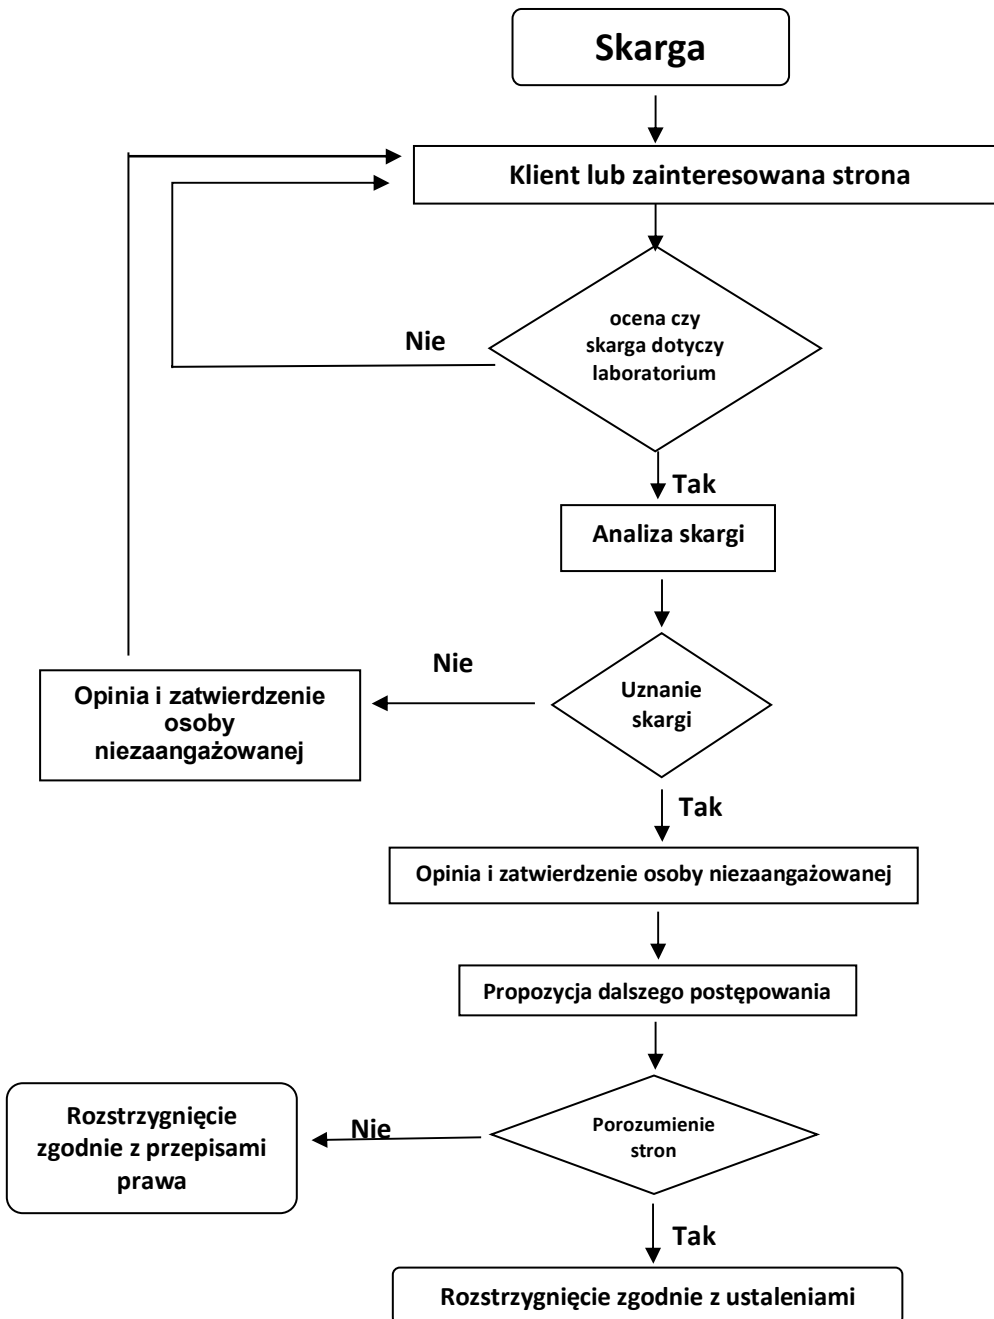 Skarga
Klient lub zainteresowana strona
ocena czy
skarga dotyczy
laboratorium
Nie
Tak
Analiza skargi
Nie
Uznanie
skargi
Opinia i zatwierdzenie
osoby
niezaangażowanej
Tak
Opinia i zatwierdzenie osoby niezaangażowanej
Propozycja dalszego postępowania
Porozumienie
stron
Nie
Rozstrzygnięcie
zgodnie z przepisami
prawa
Tak
Rozstrzygnięcie zgodnie z ustaleniami